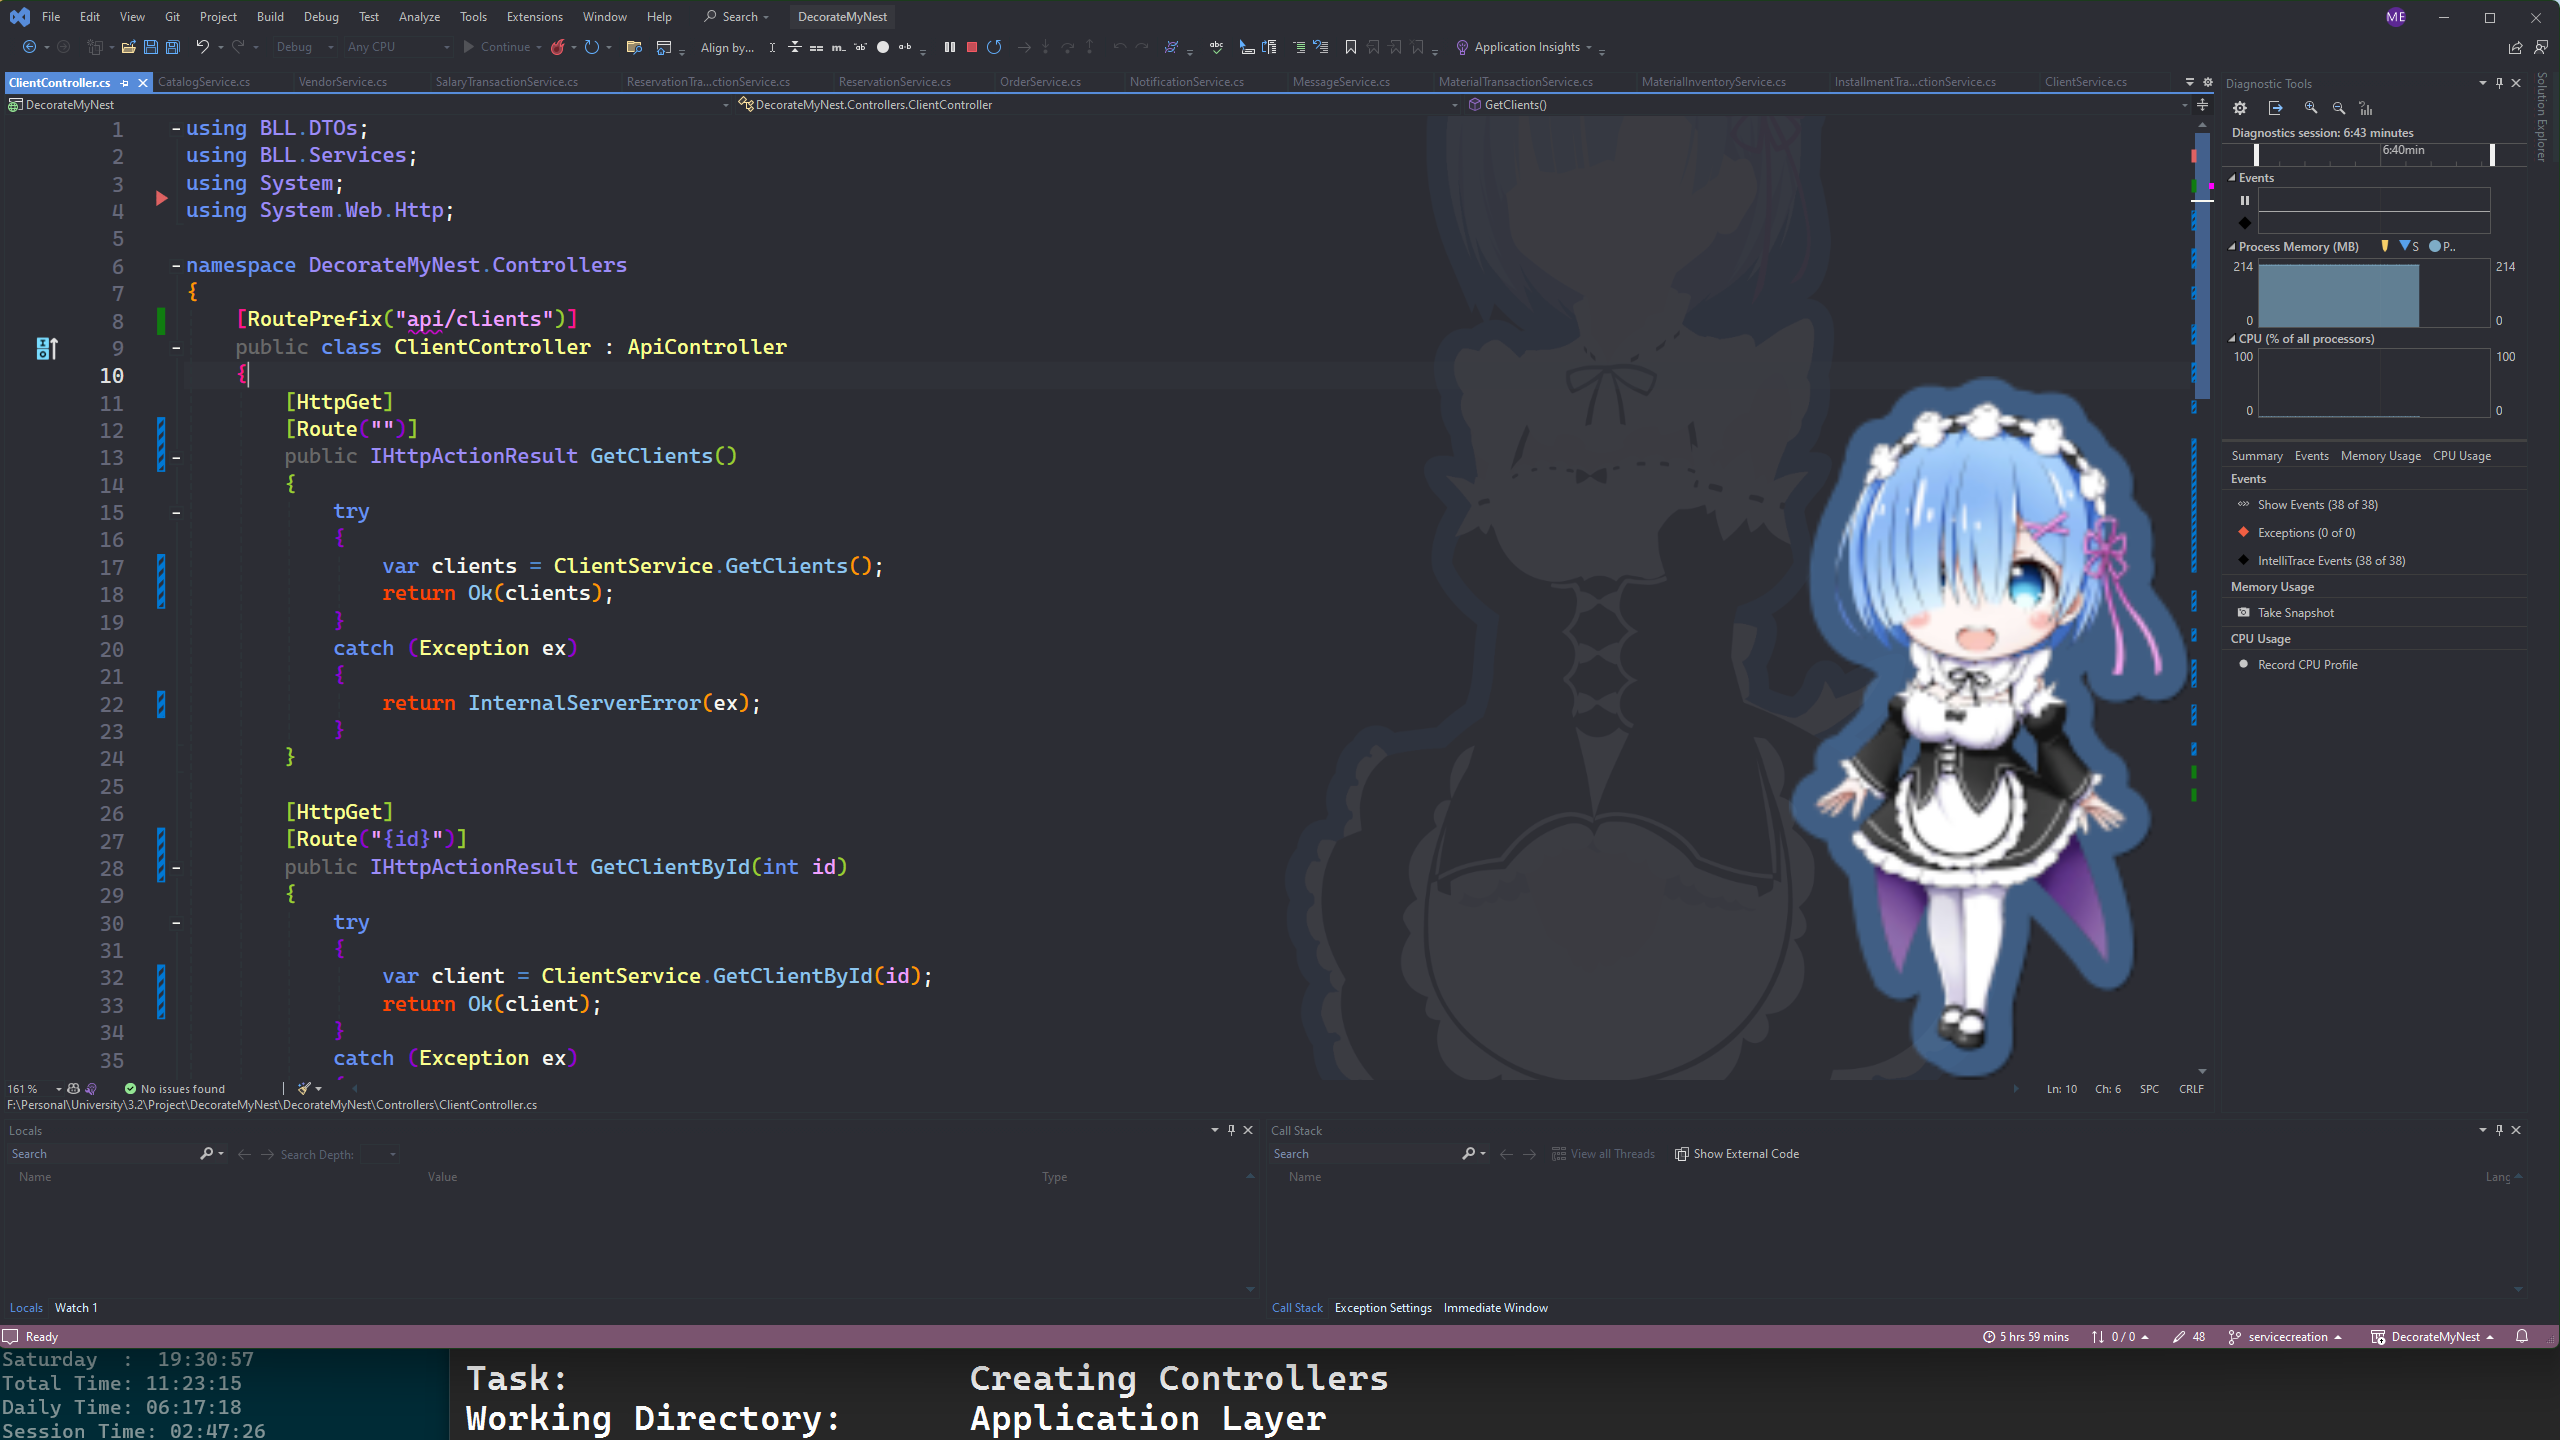 File Edit View Git Project Build Debug Test Analyze Tools Extensions Window Help Search DecorateMyNest ME
Debug Any CPU Continue Align by... Application Insights
ClientController.cs CatalogService.cs VendorService.cs SalaryTransactionService.cs ReservationTra...ctionService.cs ReservationService.cs OrderService.cs NotificationService.cs MessageService.cs MaterialTransactionService.cs MaterialInventoryService.cs InstallmentTra...ctionService.cs ClientService.cs
DecorateMyNest DecorateMyNest.Controllers.ClientController GetClients()
1 using BLL.DTOs;
2 using BLL.Services;
3 using System;
4 using System.Web.Http;
5
6 namespace DecorateMyNest.Controllers
7 {
8 [RoutePrefix("api/clients")]
9 public class ClientController : ApiController
10 {
11 [HttpGet]
12 [Route("")]
13 public IHttpActionResult GetClients()
14 {
15 try
16 {
17 var clients = ClientService.GetClients();
18 return Ok(clients);
19 }
20 catch (Exception ex)
21 {
22 return InternalServerError(ex);
23 }
24 }
25
26 [HttpGet]
27 [Route("{id}")]
28 public IHttpActionResult GetClientById(int id)
29 {
30 try
31 {
32 var client = ClientService.GetClientById(id);
33 return Ok(client);
34 }
35 catch (Exception ex)
161 % No issues found Ln: 10 Ch: 6 SPC CRLF
F:\Personal\University\3.2\Project\DecorateMyNest\DecorateMyNest\Controllers\ClientController.cs
Diagnostic Tools
Solution Explorer
Diagnostics session: 6:43 minutes
6:40min
Events
Process Memory (MB) S P..
214 214
0 0
CPU (% of all processors)
100 100
0 0
Summary Events Memory Usage CPU Usage
Events
Show Events (38 of 38)
Exceptions (0 of 0)
IntelliTrace Events (38 of 38)
Memory Usage
Take Snapshot
CPU Usage
Record CPU Profile
Locals
Search Search Depth:
Name Value Type
Locals Watch 1
Call Stack
Search View all Threads Show External Code
Name Lang
Call Stack Exception Settings Immediate Window
Ready 5 hrs 59 mins 0 / 0 48 servicecreation DecorateMyNest
Saturday : 19:30:57
Total Time: 11:23:15
Daily Time: 06:17:18
Session Time: 02:47:26
Task: Creating Controllers
Working Directory: Application Layer